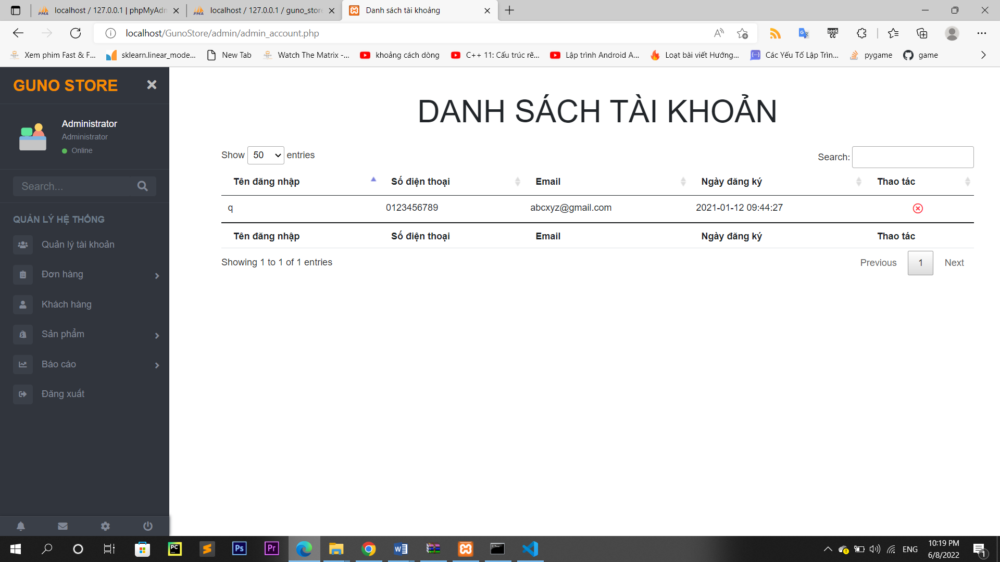 localhost / 127.0.0.1 | phpMyAdm
localhost / 127.0.0.1 / guno_store
Danh sách tài khoảng
localhost/GunoStore/admin/admin_account.php
Xem phim Fast & F...
sklearn.linear_mode...
New Tab
Watch The Matrix -...
khoảng cách dòng
C++ 11: Cấu trúc rẽ...
Lập trình Android A...
Loạt bài viết Hướng...
Các Yếu Tố Lập Trìn...
pygame
game
GUNO STORE
Administrator
Administrator
Online
Search...
QUẢN LÝ HỆ THỐNG
Quản lý tài khoản
Đơn hàng
Khách hàng
Sản phẩm
Báo cáo
Đăng xuất
DANH SÁCH TÀI KHOẢN
Show 50 entries
Search:
Tên đăng nhập Số điện thoại Email Ngày đăng ký Thao tác
q 0123456789 abcxyz@gmail.com 2021-01-12 09:44:27
Tên đăng nhập Số điện thoại Email Ngày đăng ký Thao tác
Showing 1 to 1 of 1 entries
Previous 1 Next
ENG
10:19 PM
6/8/2022
1